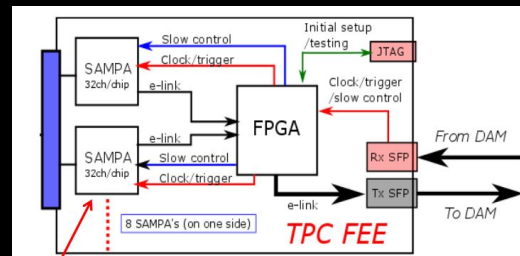 Slow control
Clock/trigger
SAMPA
32ch/chip
e-link
e-link
SAMPA
32ch/chip
Slow control
Clock/trigger
8 SAMPA's (on one side)
FPGA
Initial setup
/testing
JTAG
Clock/trigger
/slow control
Rx SFP
From DAM
Tx SFP
To DAM
e-link
TPC FEE